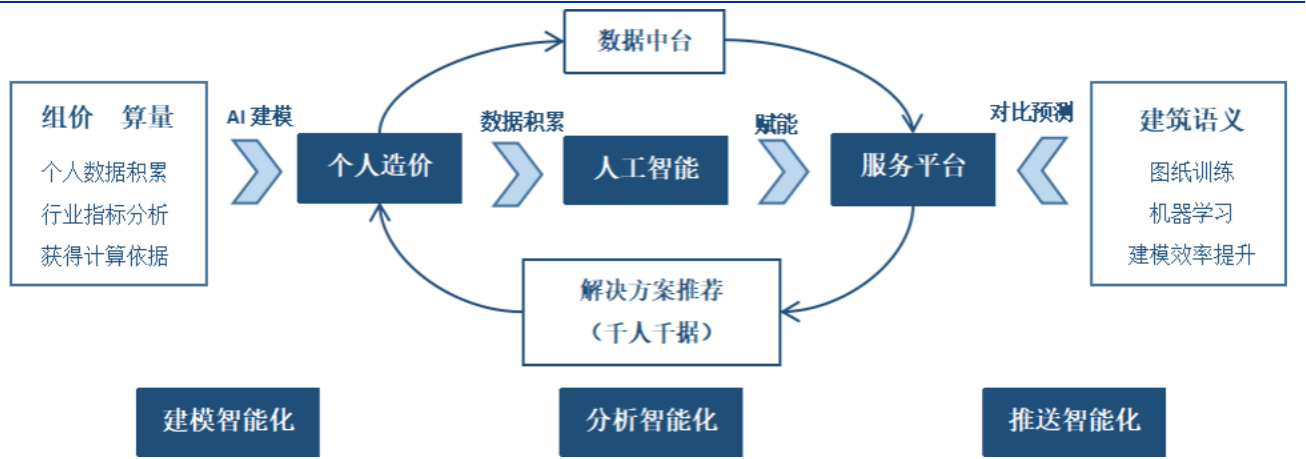 数据中台
组价 算量
个人数据积累
行业指标分析
获得计算依据
AI 建模
个人造价
数据积累
人工智能
赋能
服务平台
对比预测
建筑语义
图纸训练
机器学习
建模效率提升
解决方案推荐
（千人千据）
建模智能化
分析智能化
推送智能化